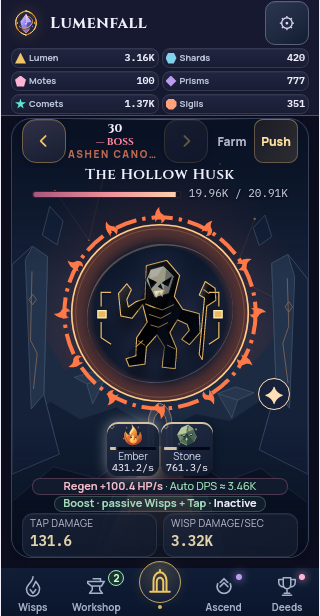 LUMENFALL
Lumen 3.16K
Shards 420
Motes 100
Prisms 777
Comets 1.37K
Sigils 351
30
— BOSS
ASHEN CANO...
Farm
Push
THE HOLLOW HUSK
19.96K / 20.91K
Ember
431.2/s
Stone
761.3/s
Regen +100.4 HP/s · Auto DPS ≈ 3.46K
Boost · passive Wisps + Tap · Inactive
TAP DAMAGE
131.6
WISP DAMAGE/SEC
3.32K
Wisps
Workshop
2
Ascend
Deeds